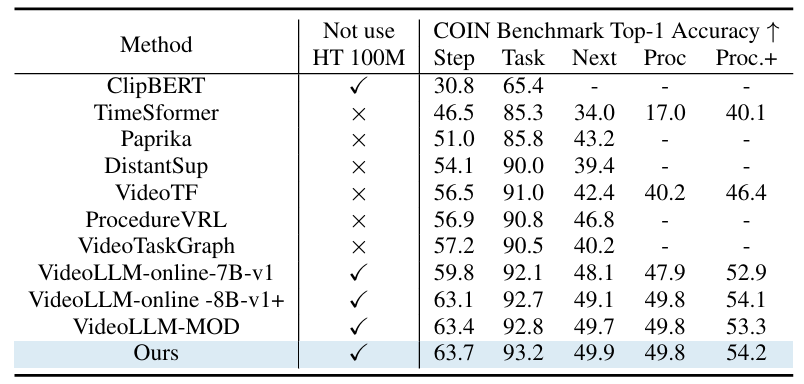 Method Not use HT 100M COIN Benchmark Top-1 Accuracy ↑
Step Task Next Proc Proc.+
ClipBERT ✓ 30.8 65.4 - - -
TimeSformer × 46.5 85.3 34.0 17.0 40.1
Paprika × 51.0 85.8 43.2 - -
DistantSup × 54.1 90.0 39.4 - -
VideoTF × 56.5 91.0 42.4 40.2 46.4
ProcedureVRL × 56.9 90.8 46.8 - -
VideoTaskGraph × 57.2 90.5 40.2 - -
VideoLLM-online-7B-v1 ✓ 59.8 92.1 48.1 47.9 52.9
VideoLLM-online -8B-v1+ ✓ 63.1 92.7 49.1 49.8 54.1
VideoLLM-MOD ✓ 63.4 92.8 49.7 49.8 53.3
Ours ✓ 63.7 93.2 49.9 49.8 54.2